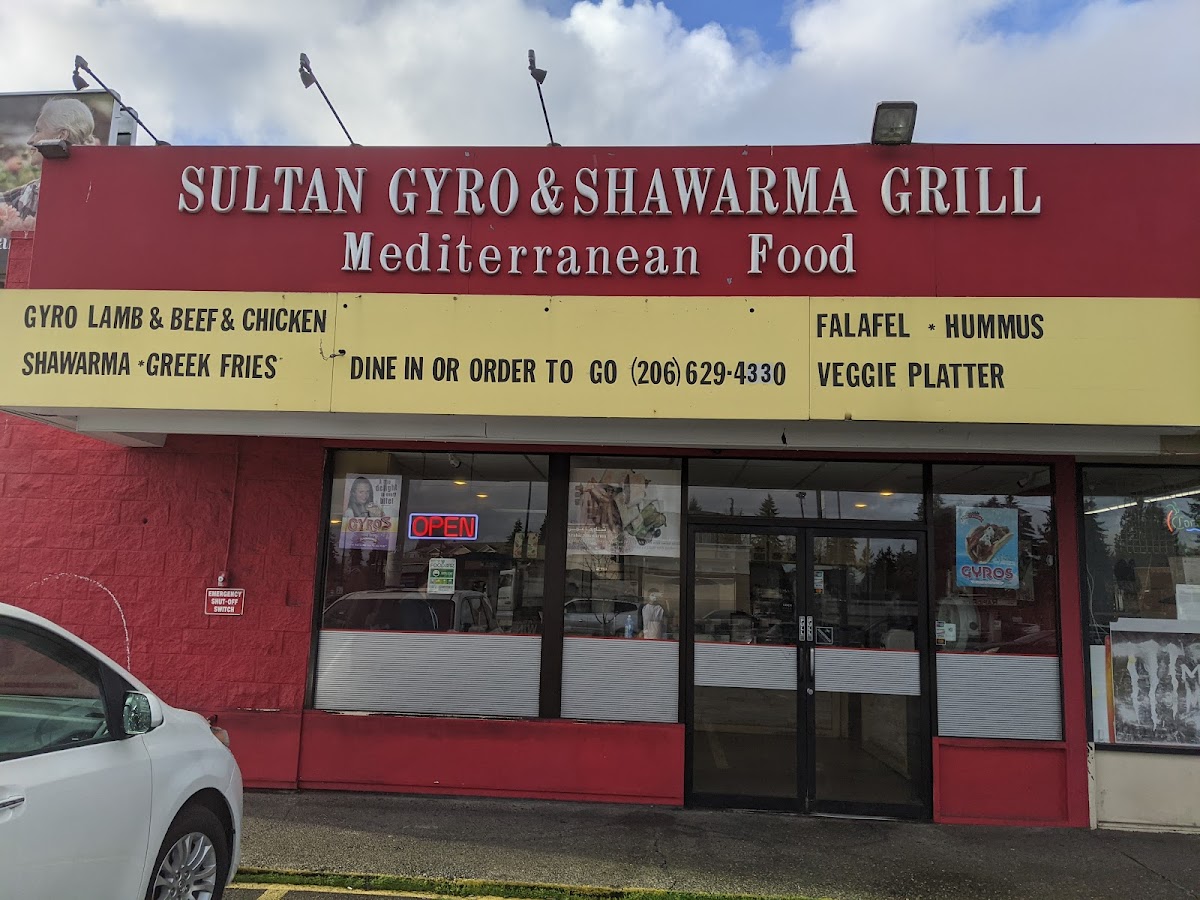 SULTAN GYRO & SHAWARMA GRILL
Mediterranean Food
GYRO LAMB & BEEF & CHICKEN
SHAWARMA * GREEK FRIES
DINE IN OR ORDER TO GO (206) 629-4330
FALAFEL * HUMMUS
VEGGIE PLATTER
GYROS
OPEN
GYROS
EMERGENCY
SHUT-OFF
SWITCH